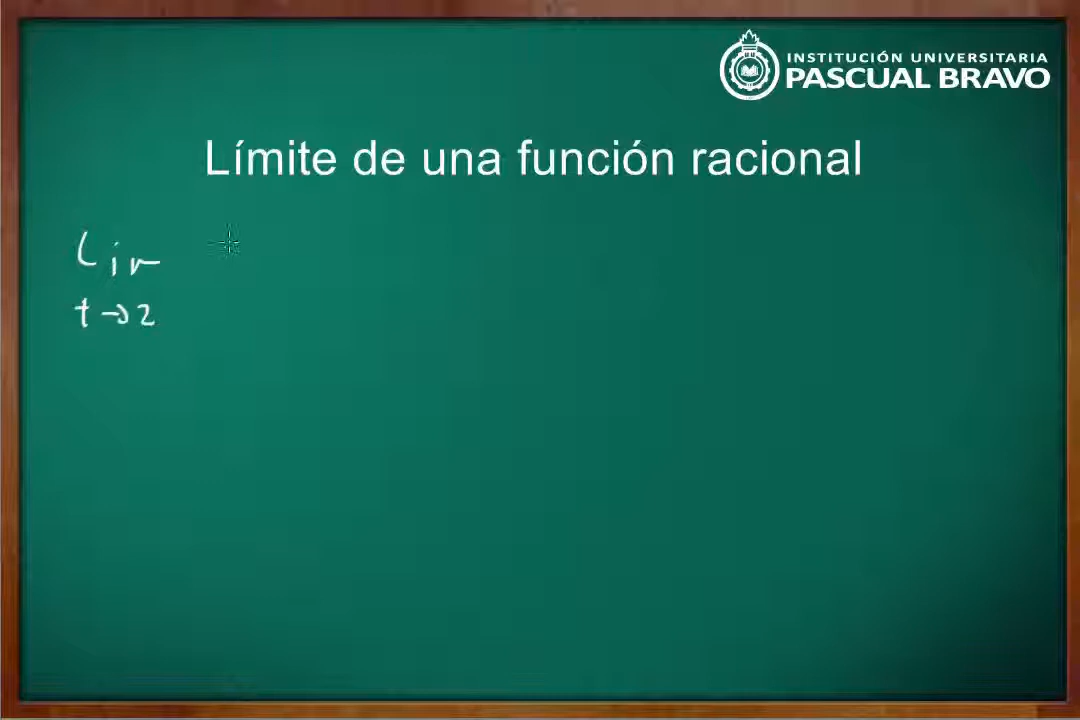 INSTITUCIÓN UNIVERSITARIA
PASCUAL BRAVO
Límite de una función racional
Lim
t→2